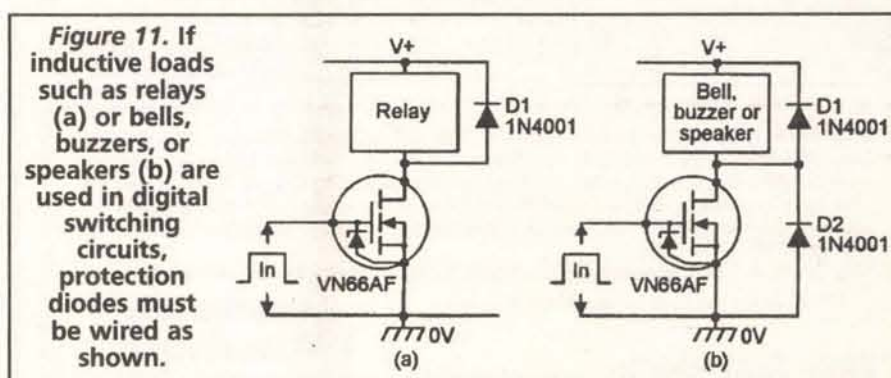 Figure 11. If
inductive loads
such as relays
(a) or bells,
buzzers, or
speakers (b) are
used in digital
switching
circuits,
protection
diodes must
be wired as
shown.
V+
Relay
D1
1N4001
In
VN66AF
0V
(a)
V+
Bell,
buzzer or
speaker
D1
1N4001
D2
1N4001
In
VN66AF
0V
(b)